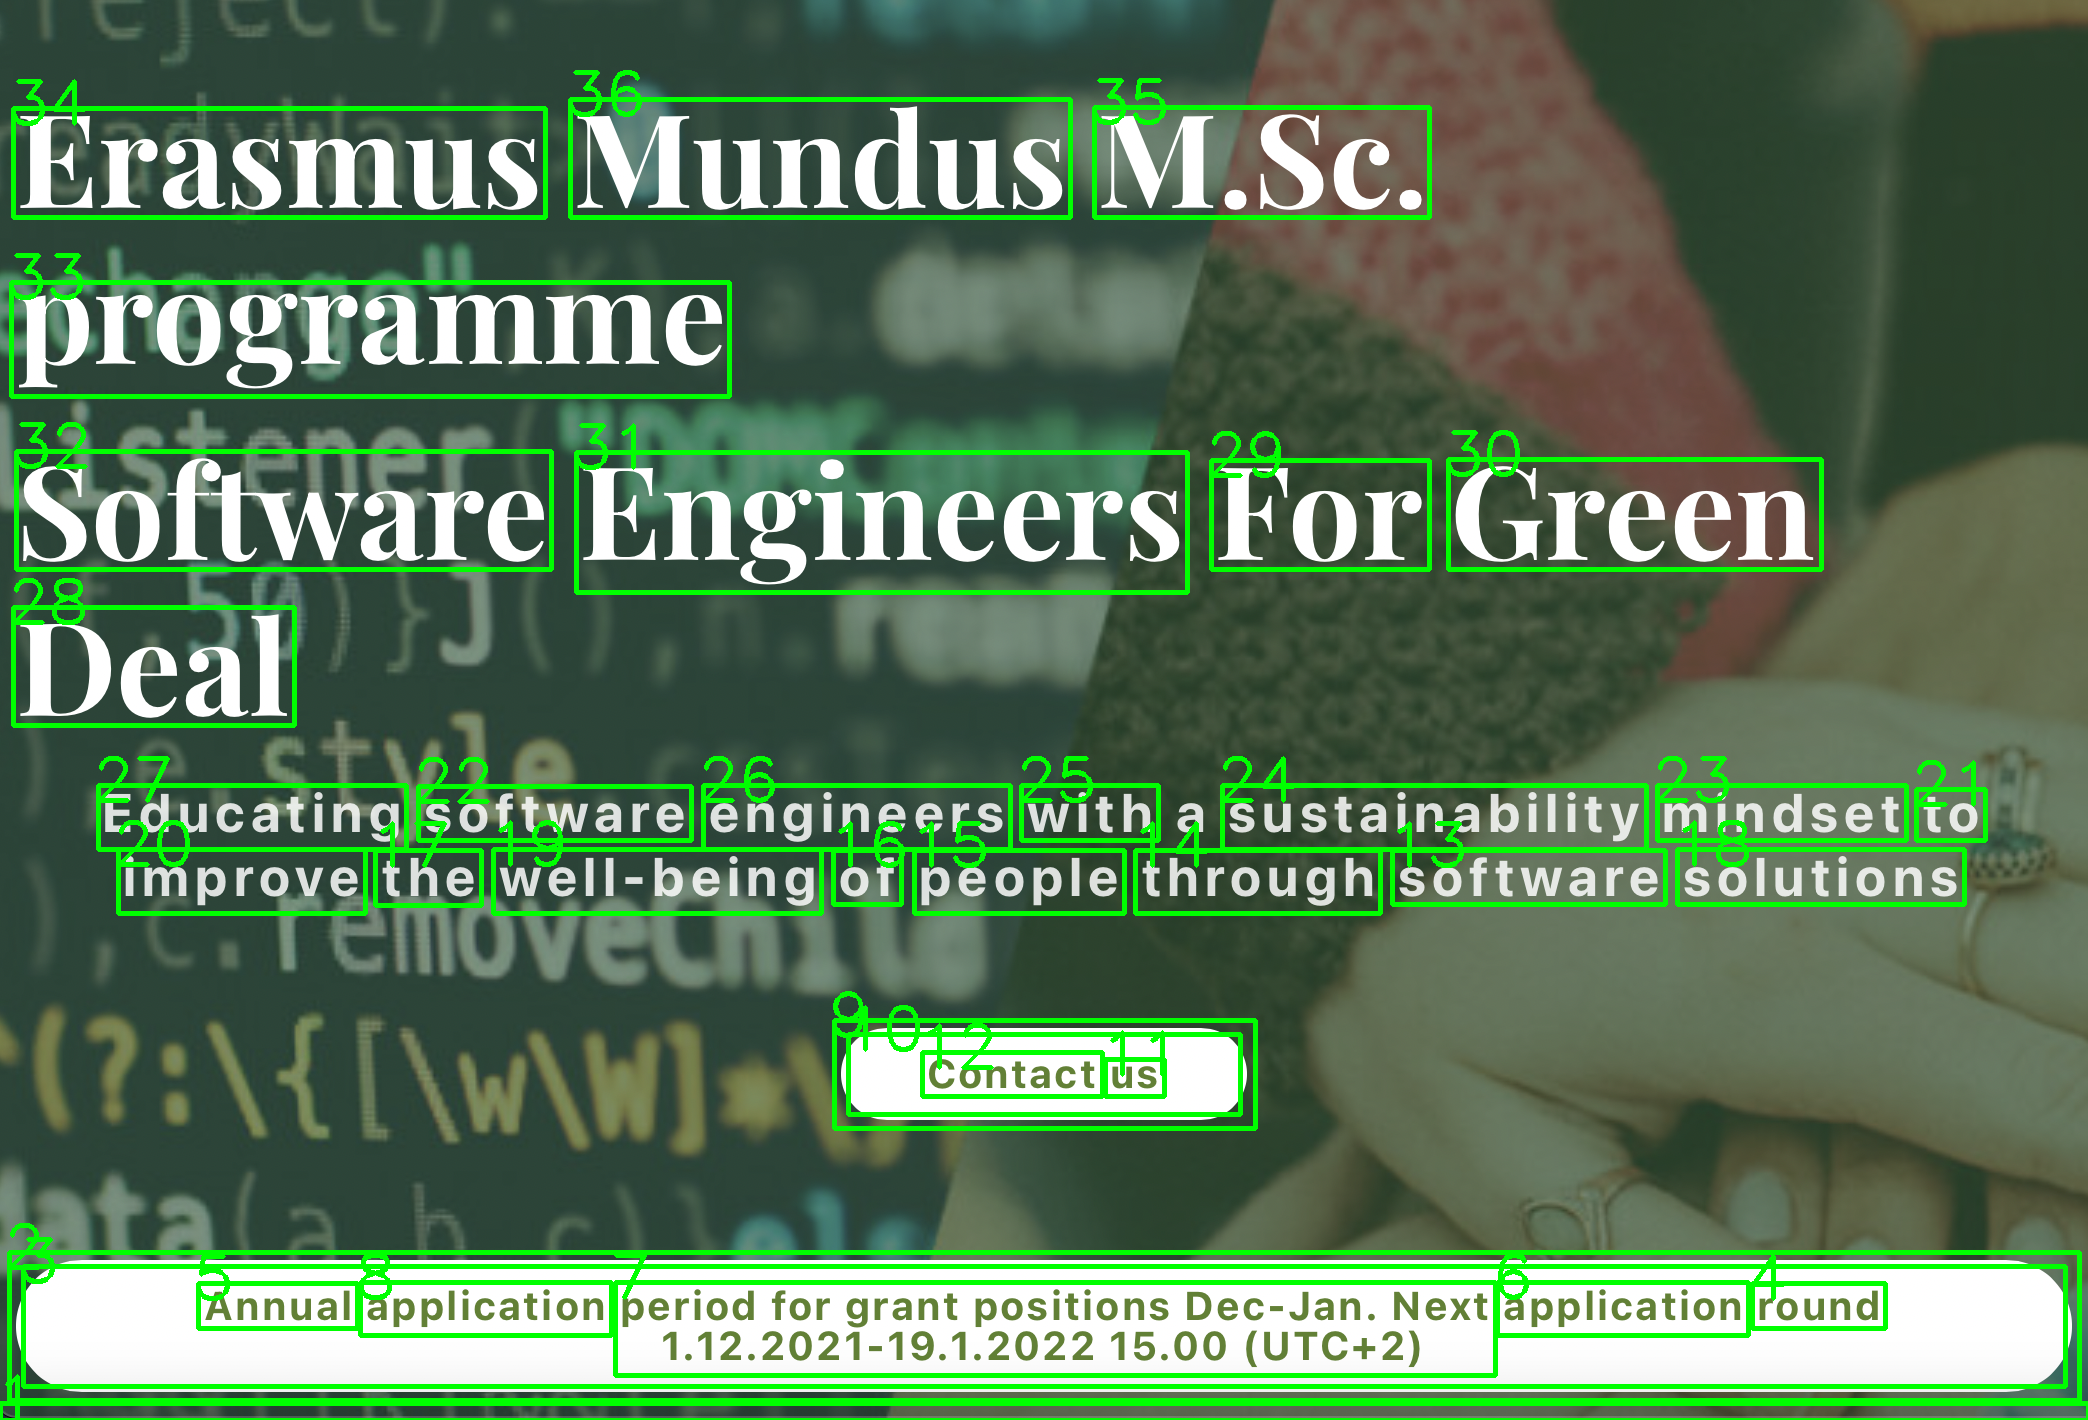 Erasmus Mundus M.Sc.
programme
Software Engineers For Green
Deal
Educating software engineers with a sustainability mindset to
improve the well-being of people through software solutions
Contact us
Annual application period for grant positions Dec-Jan. Next application round
1.12.2021-19.1.2022 15.00 (UTC+2)